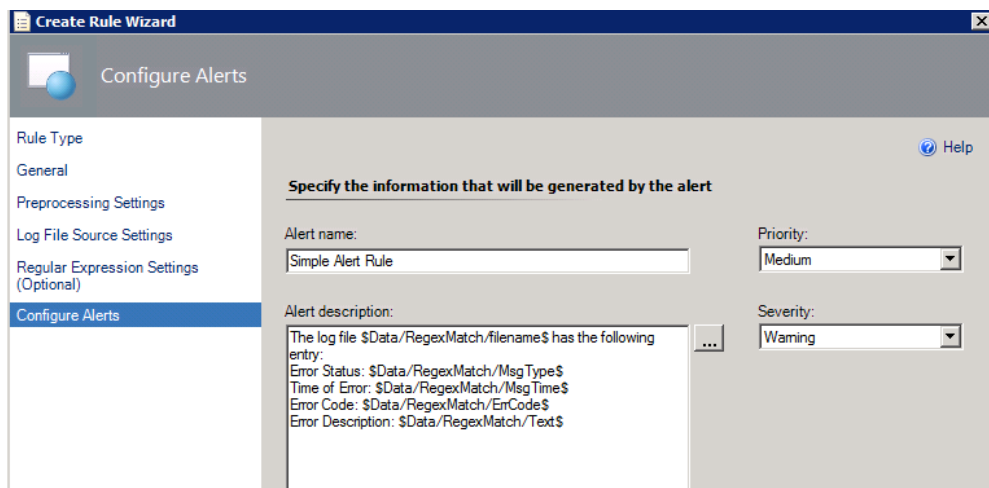 Create Rule Wizard
Configure Alerts
Rule Type
General
Preprocessing Settings
Log File Source Settings
Regular Expression Settings
(Optional)
Configure Alerts
Help
Specify the information that will be generated by the alert
Alert name:
Simple Alert Rule
Priority:
Medium
Alert description:
The log file $Data/RegexMatch/filename$ has the following
entry:
Error Status: $Data/RegexMatch/MsgType$
Time of Error: $Data/RegexMatch/MsgTime$
Error Code: $Data/RegexMatch/ErrCode$
Error Description: $Data/RegexMatch/Text$
...
Severity:
Warning